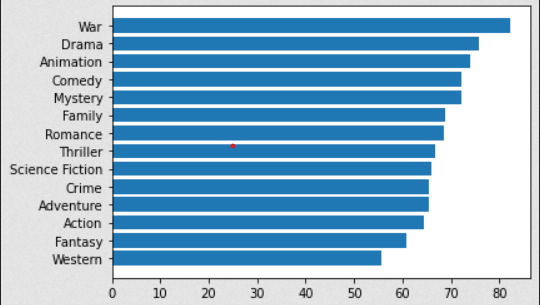 War
Drama
Animation
Comedy
Mystery
Family
Romance
Thriller
Science Fiction
Crime
Adventure
Action
Fantasy
Western
0 10 20 30 40 50 60 70 80